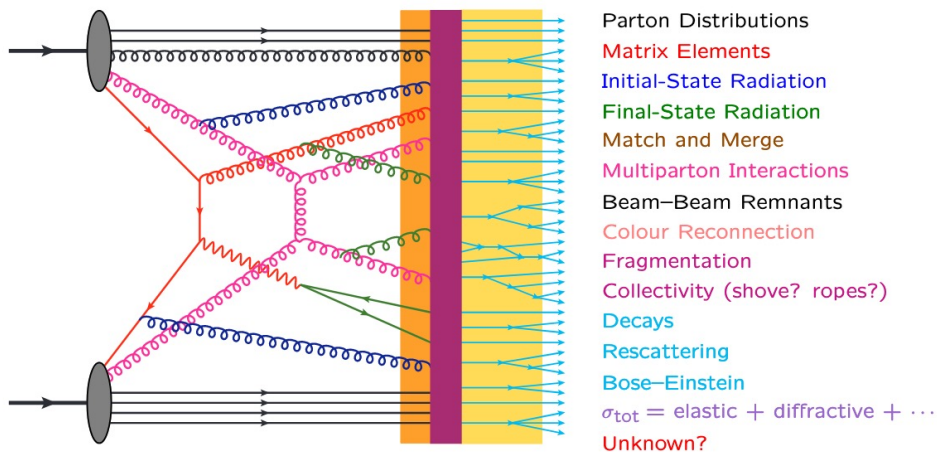 Parton Distributions
Matrix Elements
Initial-State Radiation
Final-State Radiation
Match and Merge
Multiparton Interactions
Beam–Beam Remnants
Colour Reconnection
Fragmentation
Collectivity (shove? ropes?)
Decays
Rescattering
Bose–Einstein
σtot = elastic + diffractive + ⋯
Unknown?